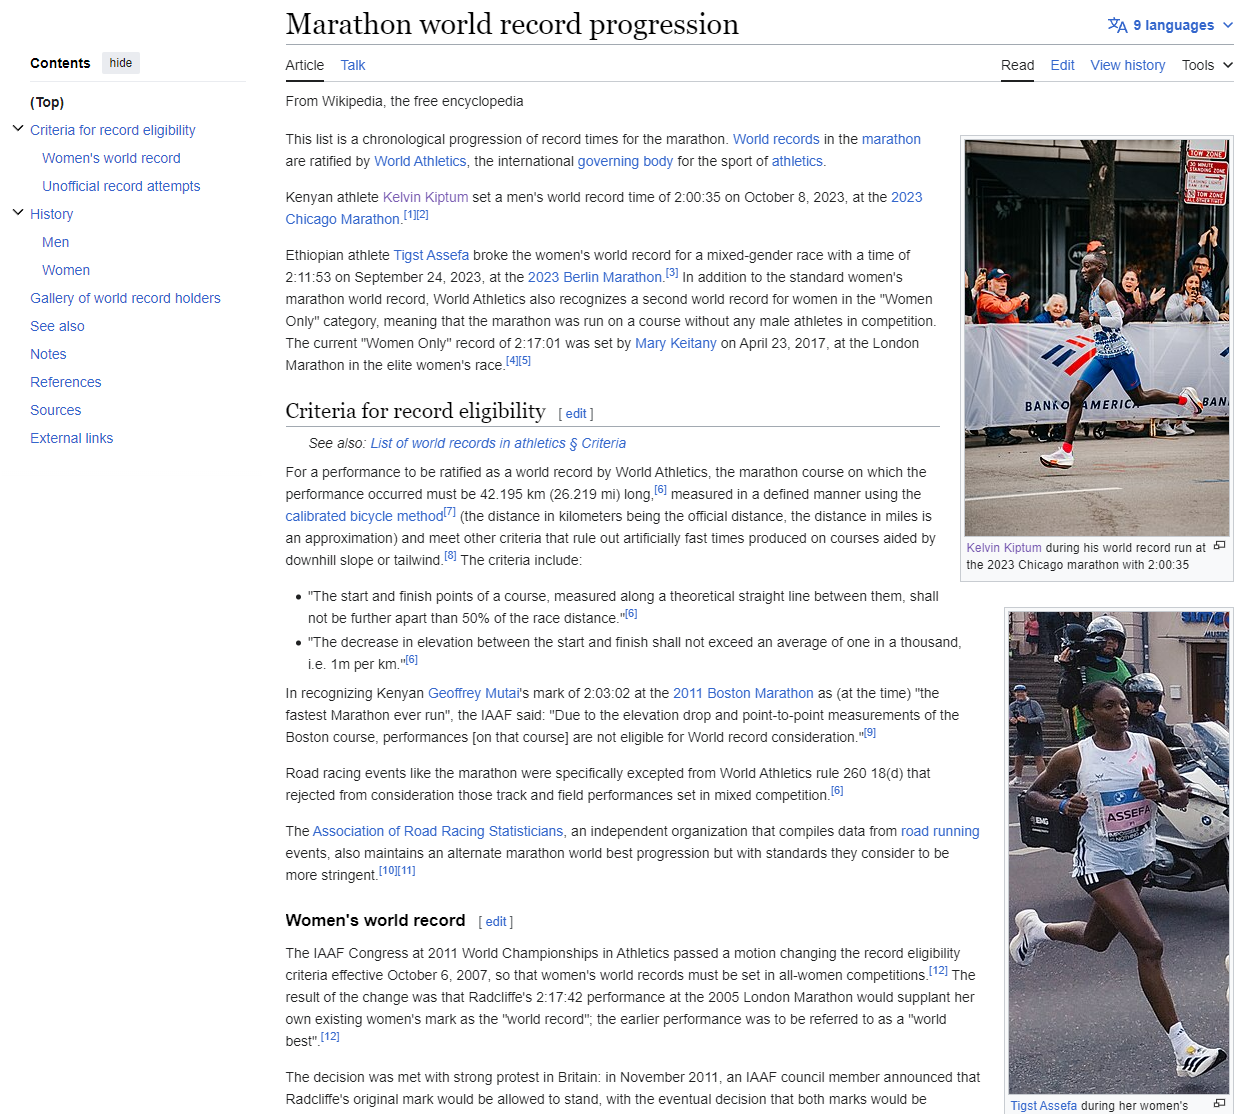 Marathon world record progression
9 languages
Contents hide
Article Talk
Read Edit View history Tools
(Top)
Criteria for record eligibility
Women's world record
Unofficial record attempts
History
Men
Women
Gallery of world record holders
See also
Notes
References
Sources
External links
From Wikipedia, the free encyclopedia
This list is a chronological progression of record times for the marathon. World records in the marathon
are ratified by World Athletics, the international governing body for the sport of athletics.
Kenyan athlete Kelvin Kiptum set a men's world record time of 2:00:35 on October 8, 2023, at the 2023
Chicago Marathon.[1][2]
Ethiopian athlete Tigst Assefa broke the women's world record for a mixed-gender race with a time of
2:11:53 on September 24, 2023, at the 2023 Berlin Marathon.[3] In addition to the standard women's
marathon world record, World Athletics also recognizes a second world record for women in the "Women
Only" category, meaning that the marathon was run on a course without any male athletes in competition.
The current "Women Only" record of 2:17:01 was set by Mary Keitany on April 23, 2017, at the London
Marathon in the elite women's race.[4][5]
Criteria for record eligibility [ edit ]
See also: List of world records in athletics § Criteria
For a performance to be ratified as a world record by World Athletics, the marathon course on which the
performance occurred must be 42.195 km (26.219 mi) long,[6] measured in a defined manner using the
calibrated bicycle method[7] (the distance in kilometers being the official distance, the distance in miles is
an approximation) and meet other criteria that rule out artificially fast times produced on courses aided by
downhill slope or tailwind.[8] The criteria include:
• "The start and finish points of a course, measured along a theoretical straight line between them, shall
not be further apart than 50% of the race distance."[6]
• "The decrease in elevation between the start and finish shall not exceed an average of one in a thousand,
i.e. 1m per km."[6]
In recognizing Kenyan Geoffrey Mutai's mark of 2:03:02 at the 2011 Boston Marathon as (at the time) "the
fastest Marathon ever run", the IAAF said: "Due to the elevation drop and point-to-point measurements of the
Boston course, performances [on that course] are not eligible for World record consideration."[9]
Road racing events like the marathon were specifically excepted from World Athletics rule 260 18(d) that
rejected from consideration those track and field performances set in mixed competition.[6]
The Association of Road Racing Statisticians, an independent organization that compiles data from road running
events, also maintains an alternate marathon world best progression but with standards they consider to be
more stringent.[10][11]
Women's world record [ edit ]
The IAAF Congress at 2011 World Championships in Athletics passed a motion changing the record eligibility
criteria effective October 6, 2007, so that women's world records must be set in all-women competitions.[12] The
result of the change was that Radcliffe's 2:17:42 performance at the 2005 London Marathon would supplant her
own existing women's mark as the "world record"; the earlier performance was to be referred to as a "world
best".[12]
The decision was met with strong protest in Britain: in November 2011, an IAAF council member announced that
Radcliffe's original mark would be allowed to stand, with the eventual decision that both marks would be
TOW ZONE
30 MINUTE
STANDING ZONE
TOW ZONE
BANK OF AMERICA
BAN
Kelvin Kiptum during his world record run at
the 2023 Chicago marathon with 2:00:35
MUSIC
EMG
ASSEFA
Tigst Assefa during her women's